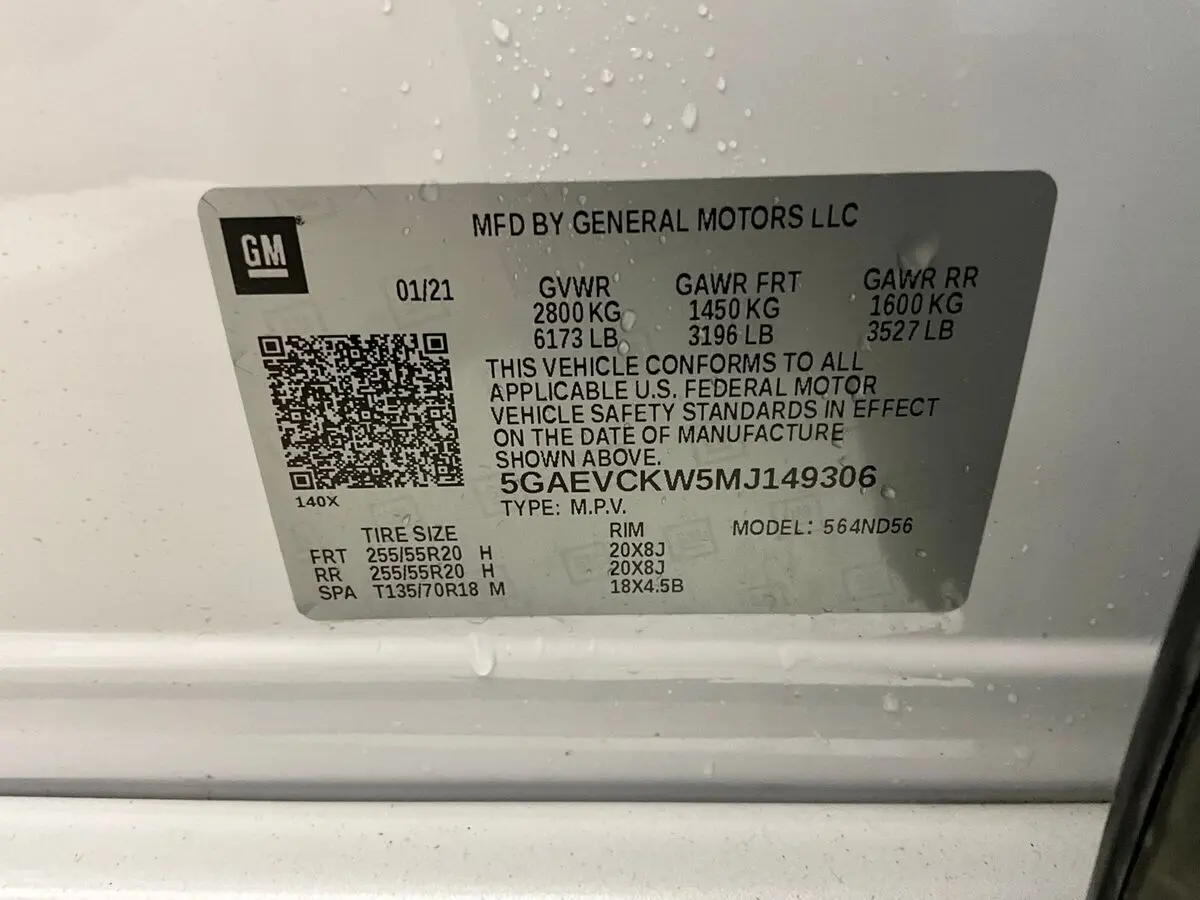 GM
MFD BY GENERAL MOTORS LLC
01/21
GVWR GAWR FRT GAWR RR
2800 KG 1450 KG 1600 KG
6173 LB 3196 LB 3527 LB
THIS VEHICLE CONFORMS TO ALL
APPLICABLE U.S. FEDERAL MOTOR
VEHICLE SAFETY STANDARDS IN EFFECT
ON THE DATE OF MANUFACTURE
SHOWN ABOVE.
5GAEVCKW5MJ149306
140X
TYPE: M.P.V.
TIRE SIZE RIM MODEL: 564ND56
FRT 255/55R20 H 20X8J
RR 255/55R20 H 20X8J
SPA T135/70R18 M 18X4.5B